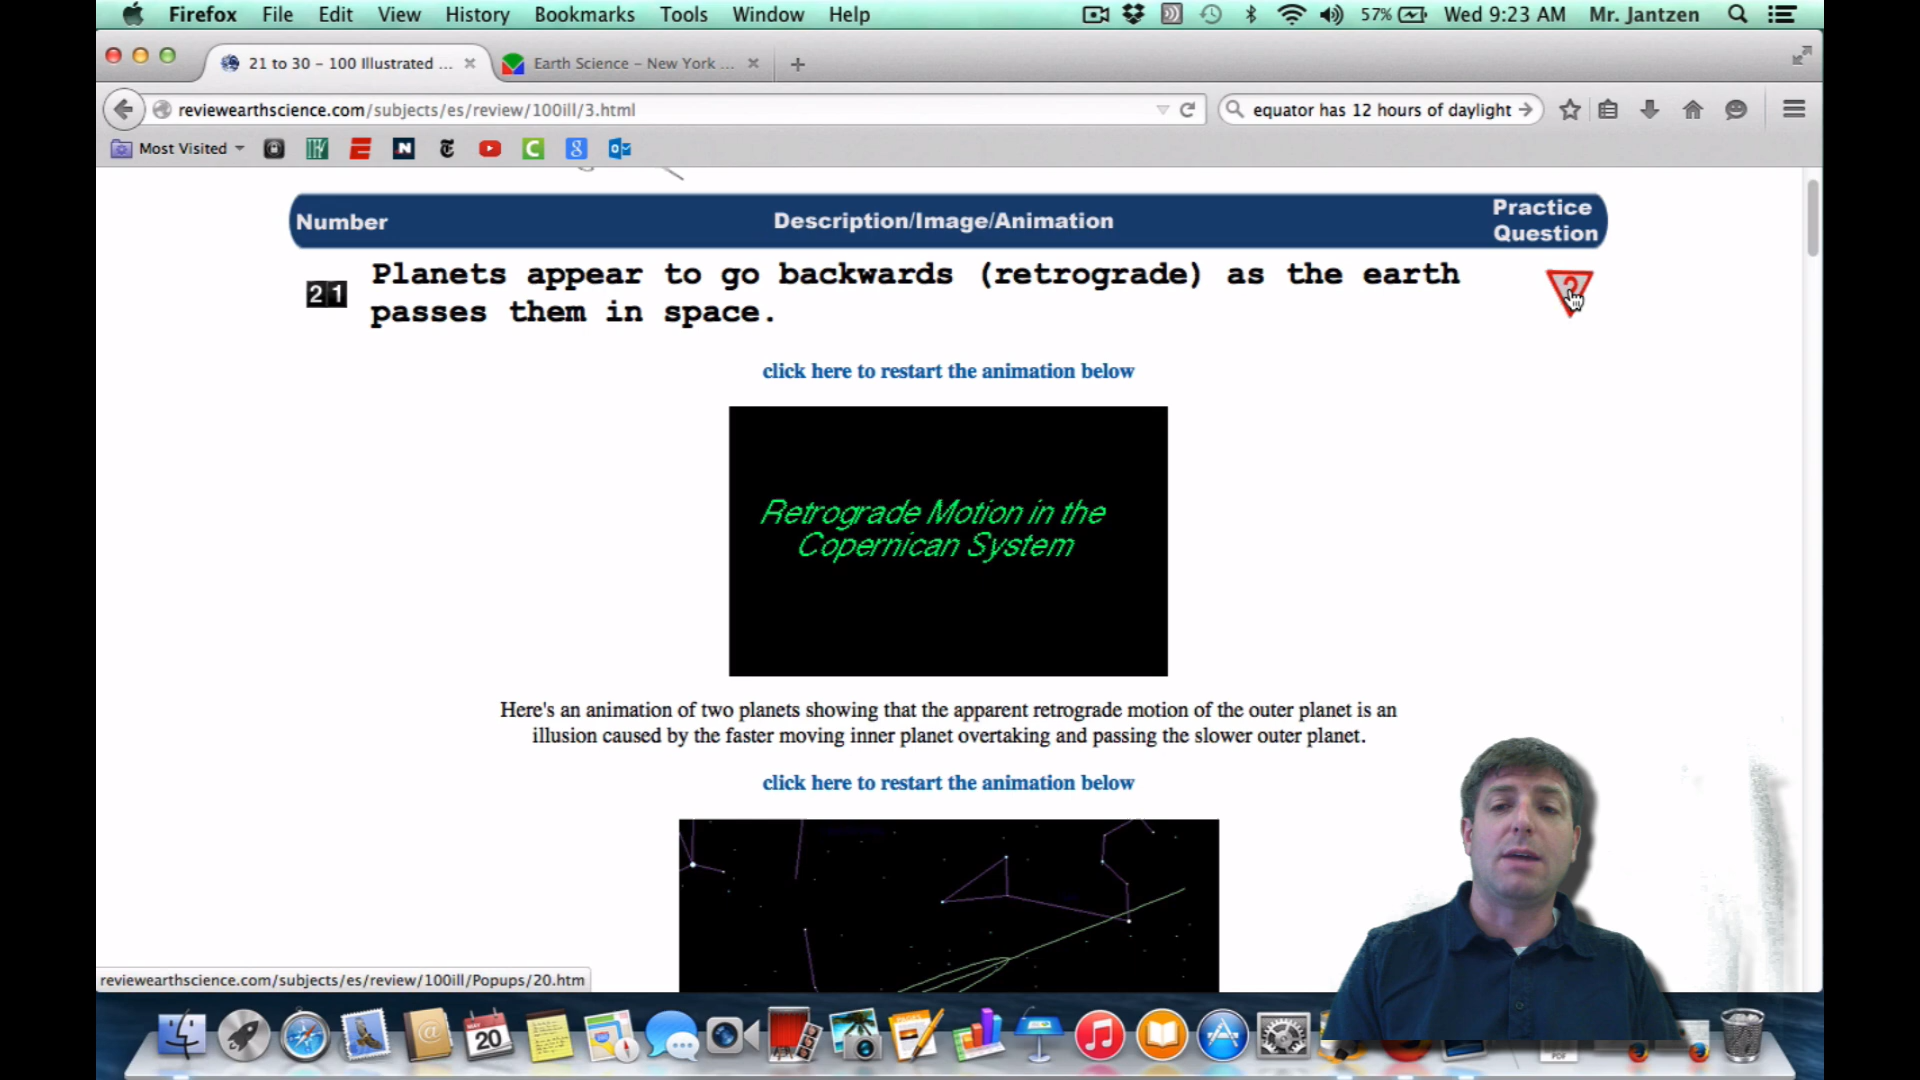 Firefox File Edit View History Bookmarks Tools Window Help 57% Wed 9:23 AM Mr. Jantzen
21 to 30 - 100 Illustrated ... Earth Science - New York ...
reviewearthscience.com/subjects/es/review/100ill/3.html equator has 12 hours of daylight
Most Visited
Number Description/Image/Animation Practice Question
21 Planets appear to go backwards (retrograde) as the earth
passes them in space.
click here to restart the animation below
Retrograde Motion in the
Copernican System
Here's an animation of two planets showing that the apparent retrograde motion of the outer planet is an
illusion caused by the faster moving inner planet overtaking and passing the slower outer planet.
click here to restart the animation below
reviewearthscience.com/subjects/es/review/100ill/Popups/20.htm
MAY
20
PAGES
PDF